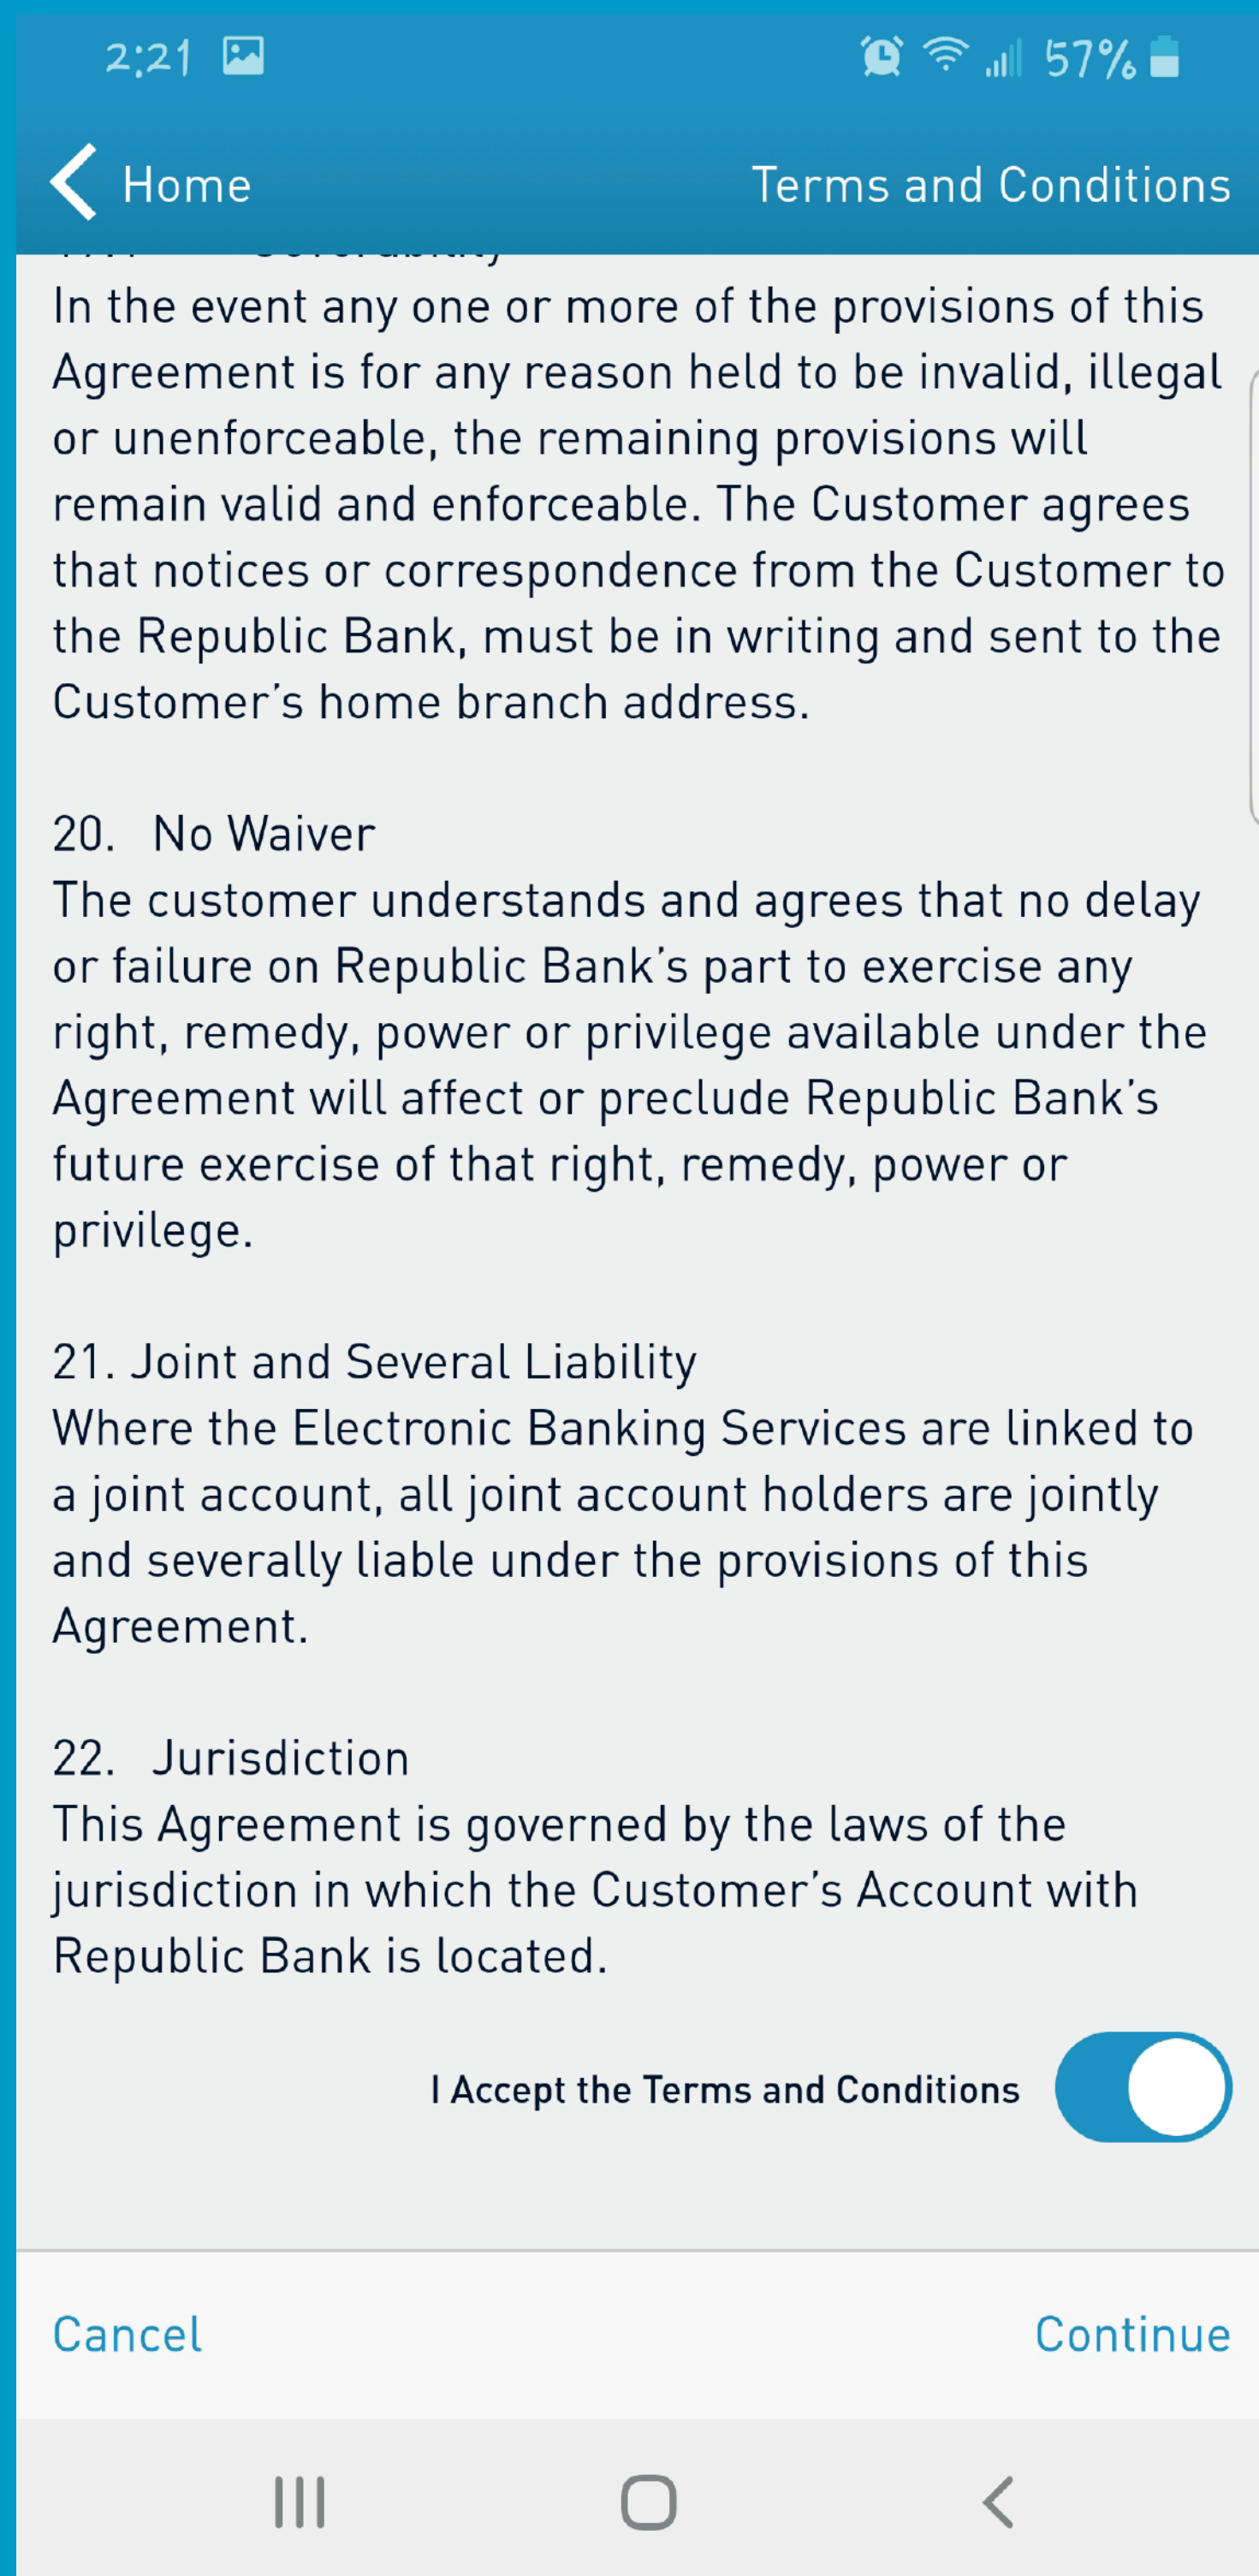 2:21 57%
Home Terms and Conditions
In the event any one or more of the provisions of this
Agreement is for any reason held to be invalid, illegal
or unenforceable, the remaining provisions will
remain valid and enforceable. The Customer agrees
that notices or correspondence from the Customer to
the Republic Bank, must be in writing and sent to the
Customer's home branch address.
20. No Waiver
The customer understands and agrees that no delay
or failure on Republic Bank's part to exercise any
right, remedy, power or privilege available under the
Agreement will affect or preclude Republic Bank's
future exercise of that right, remedy, power or
privilege.
21. Joint and Several Liability
Where the Electronic Banking Services are linked to
a joint account, all joint account holders are jointly
and severally liable under the provisions of this
Agreement.
22. Jurisdiction
This Agreement is governed by the laws of the
jurisdiction in which the Customer's Account with
Republic Bank is located.
I Accept the Terms and Conditions
Cancel Continue